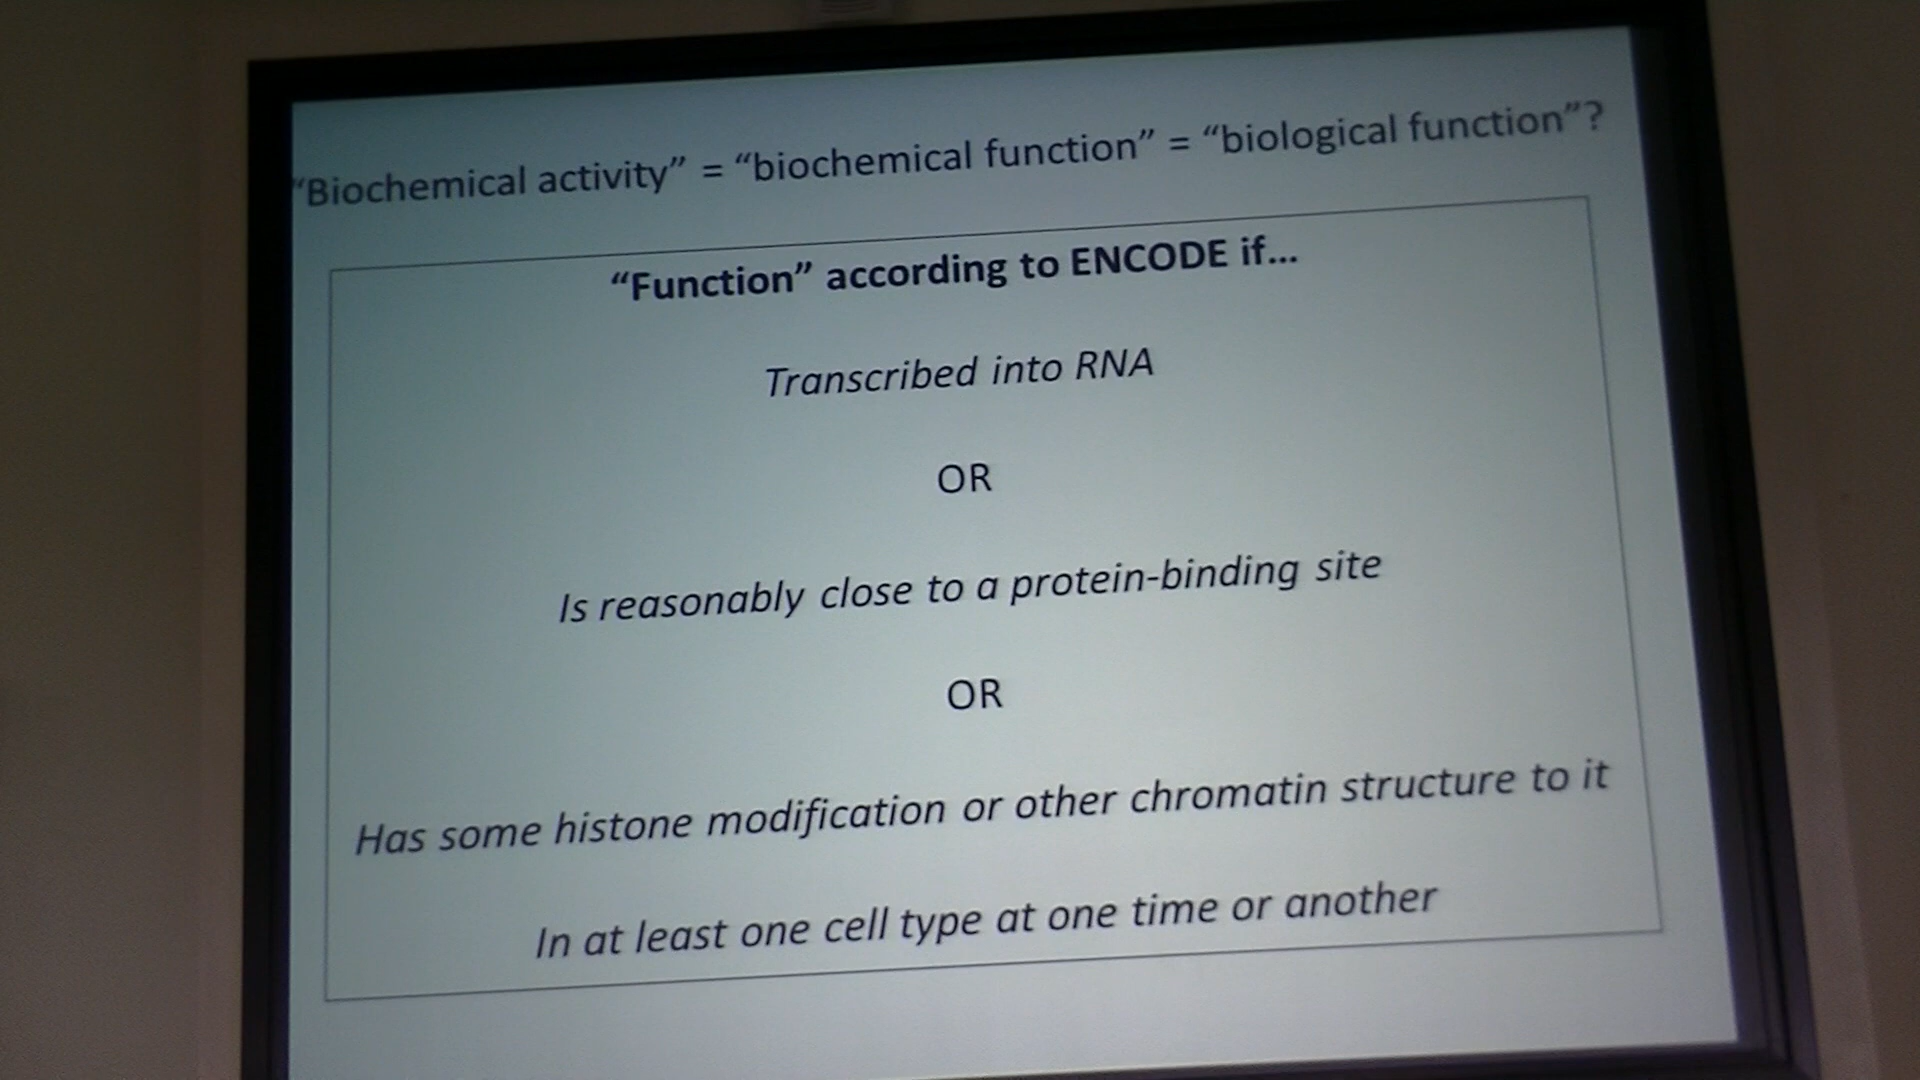 “Biochemical activity” = “biochemical function” = “biological function”?
“Function” according to ENCODE if...
Transcribed into RNA
OR
Is reasonably close to a protein-binding site
OR
Has some histone modification or other chromatin structure to it
In at least one cell type at one time or another